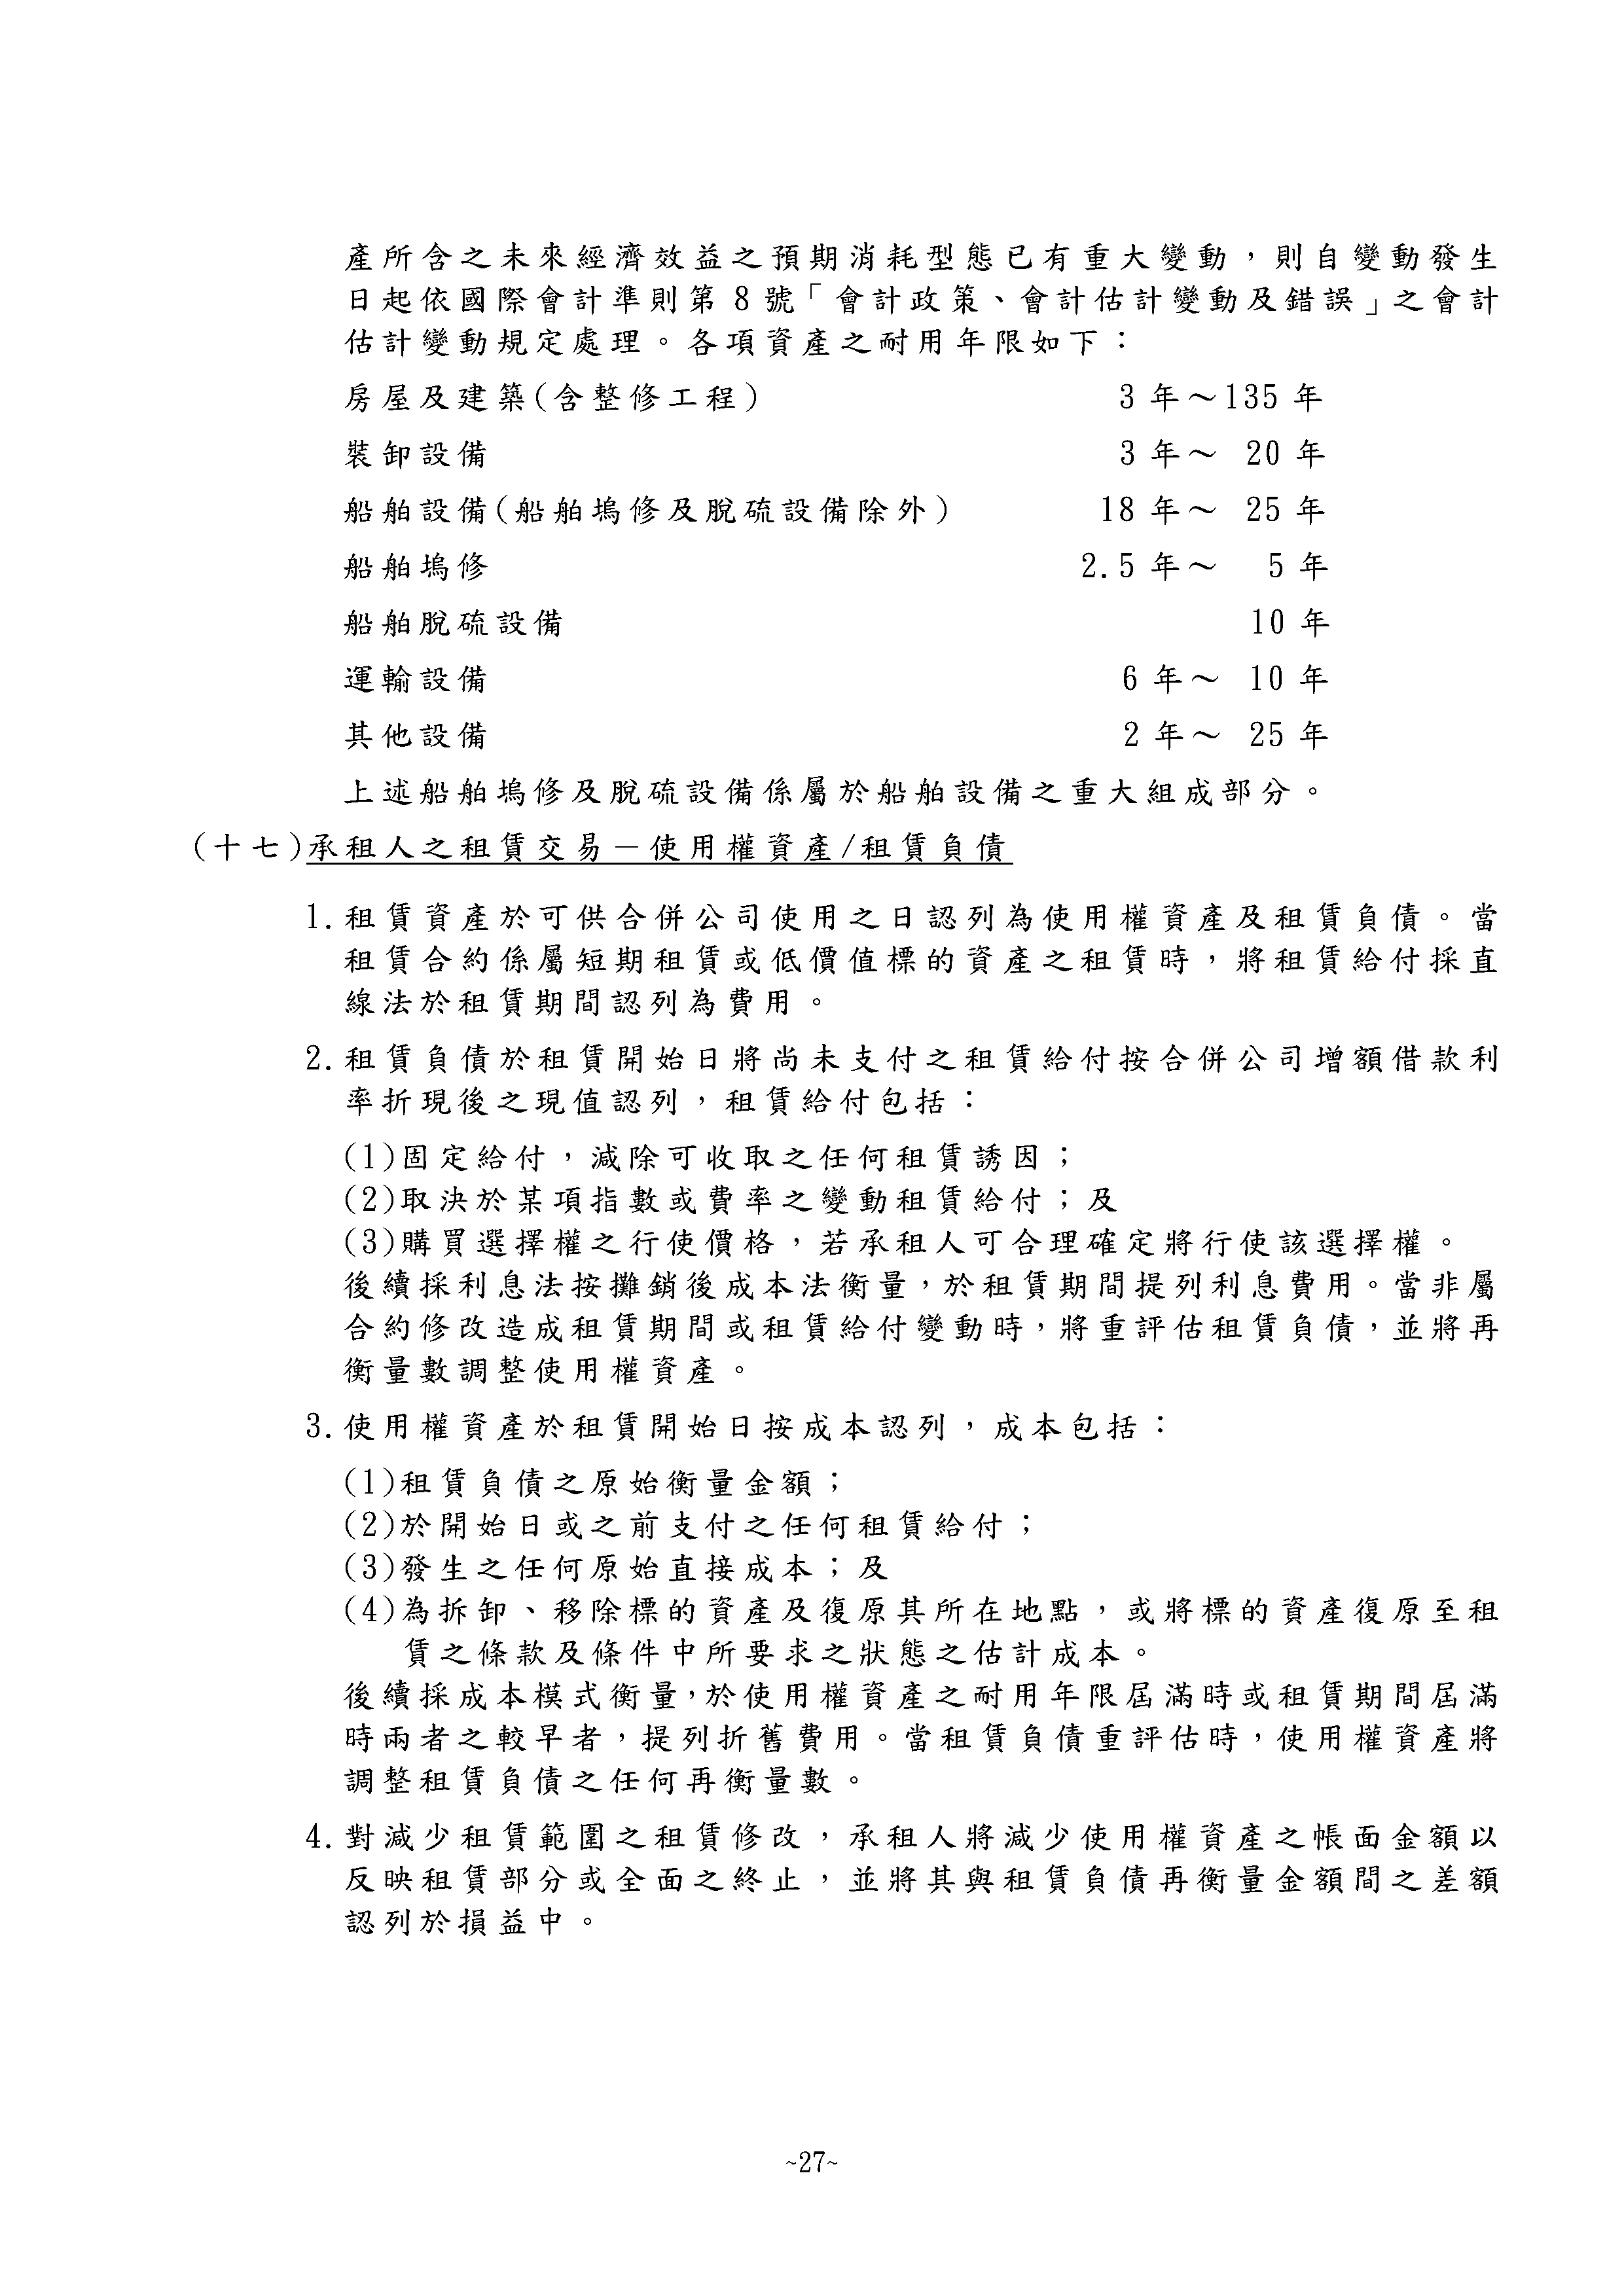 產所含之未來經濟效益之預期消耗型態已有重大變動，則自變動發生
日起依國際會計準則第 8 號「會計政策、會計估計變動及錯誤」之會計
估計變動規定處理。各項資產之耐用年限如下：
房屋及建築(含整修工程) 3 年～135 年
裝卸設備 3 年～ 20 年
船舶設備(船舶塢修及脫硫設備除外) 18 年～ 25 年
船舶塢修 2.5 年～ 5 年
船舶脫硫設備 10 年
運輸設備 6 年～ 10 年
其他設備 2 年～ 25 年
上述船舶塢修及脫硫設備係屬於船舶設備之重大組成部分。
(十七)承租人之租賃交易－使用權資產/租賃負債
1.租賃資產於可供合併公司使用之日認列為使用權資產及租賃負債。當
租賃合約係屬短期租賃或低價值標的資產之租賃時，將租賃給付採直
線法於租賃期間認列為費用。
2.租賃負債於租賃開始日將尚未支付之租賃給付按合併公司增額借款利
率折現後之現值認列，租賃給付包括：
(1)固定給付，減除可收取之任何租賃誘因；
(2)取決於某項指數或費率之變動租賃給付；及
(3)購買選擇權之行使價格，若承租人可合理確定將行使該選擇權。
後續採利息法按攤銷後成本法衡量，於租賃期間提列利息費用。當非屬
合約修改造成租賃期間或租賃給付變動時，將重評估租賃負債，並將再
衡量數調整使用權資產。
3.使用權資產於租賃開始日按成本認列，成本包括：
(1)租賃負債之原始衡量金額；
(2)於開始日或之前支付之任何租賃給付；
(3)發生之任何原始直接成本；及
(4)為拆卸、移除標的資產及復原其所在地點，或將標的資產復原至租
賃之條款及條件中所要求之狀態之估計成本。
後續採成本模式衡量，於使用權資產之耐用年限屆滿時或租賃期間屆滿
時兩者之較早者，提列折舊費用。當租賃負債重評估時，使用權資產將
調整租賃負債之任何再衡量數。
4.對減少租賃範圍之租賃修改，承租人將減少使用權資產之帳面金額以
反映租賃部分或全面之終止，並將其與租賃負債再衡量金額間之差額
認列於損益中。
~27~